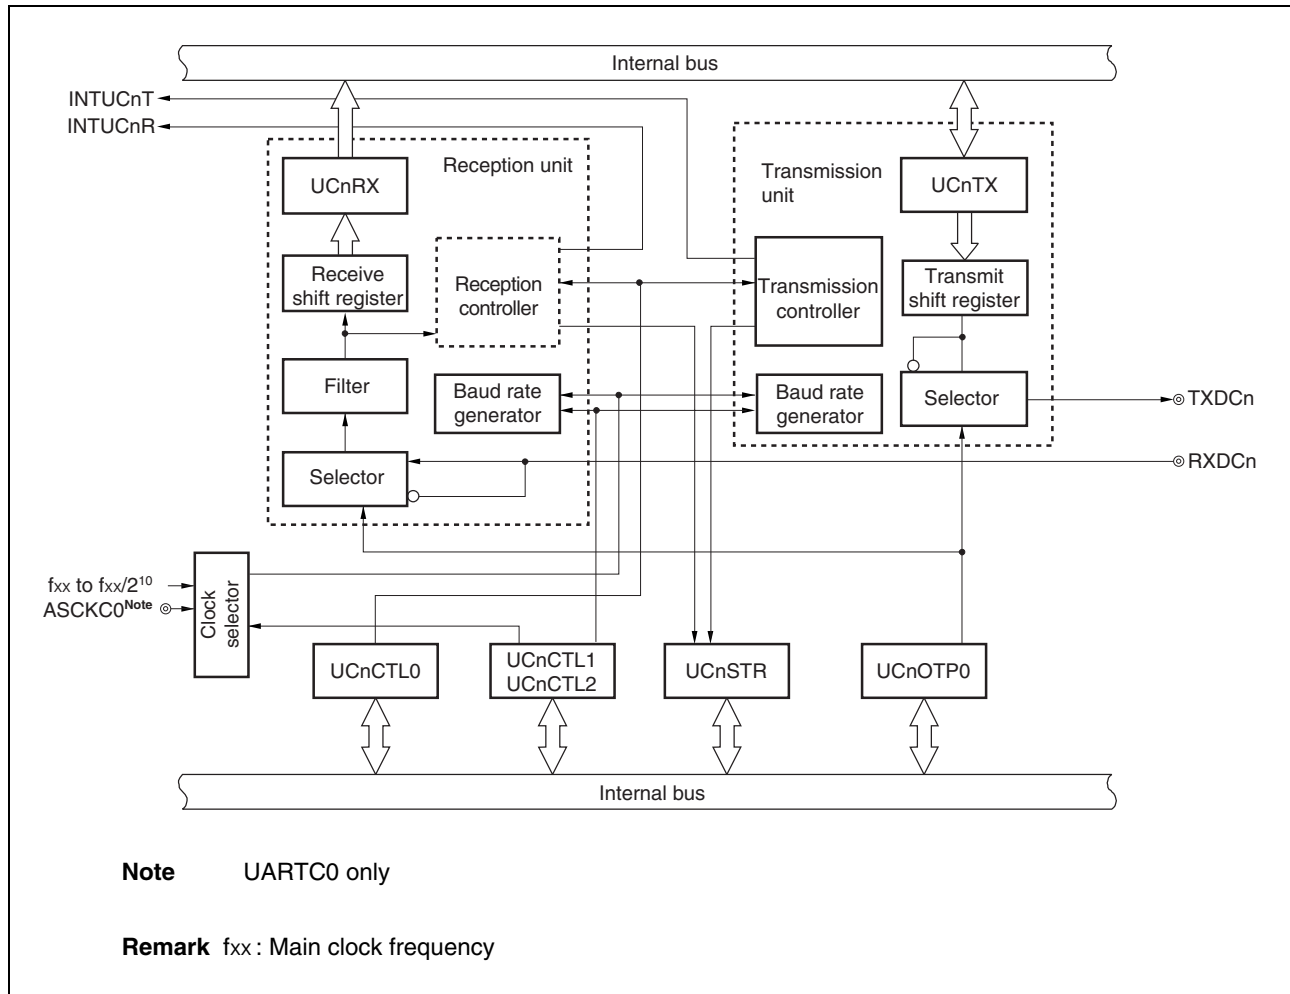 Internal bus
INTUCnT
INTUCnR
Reception unit
UCnRX
Transmission
unit
UCnTX
Receive
shift register
Reception
controller
Transmission
controller
Transmit
shift register
Filter
Baud rate
generator
Baud rate
generator
Selector
TXDCn
Selector
RXDCn
fxx to fxx/2¹⁰
ASCKC0Note
Clock
selector
UCnCTL0
UCnCTL1
UCnCTL2
UCnSTR
UCnOTP0
Internal bus
Note UARTC0 only
Remark fxx : Main clock frequency